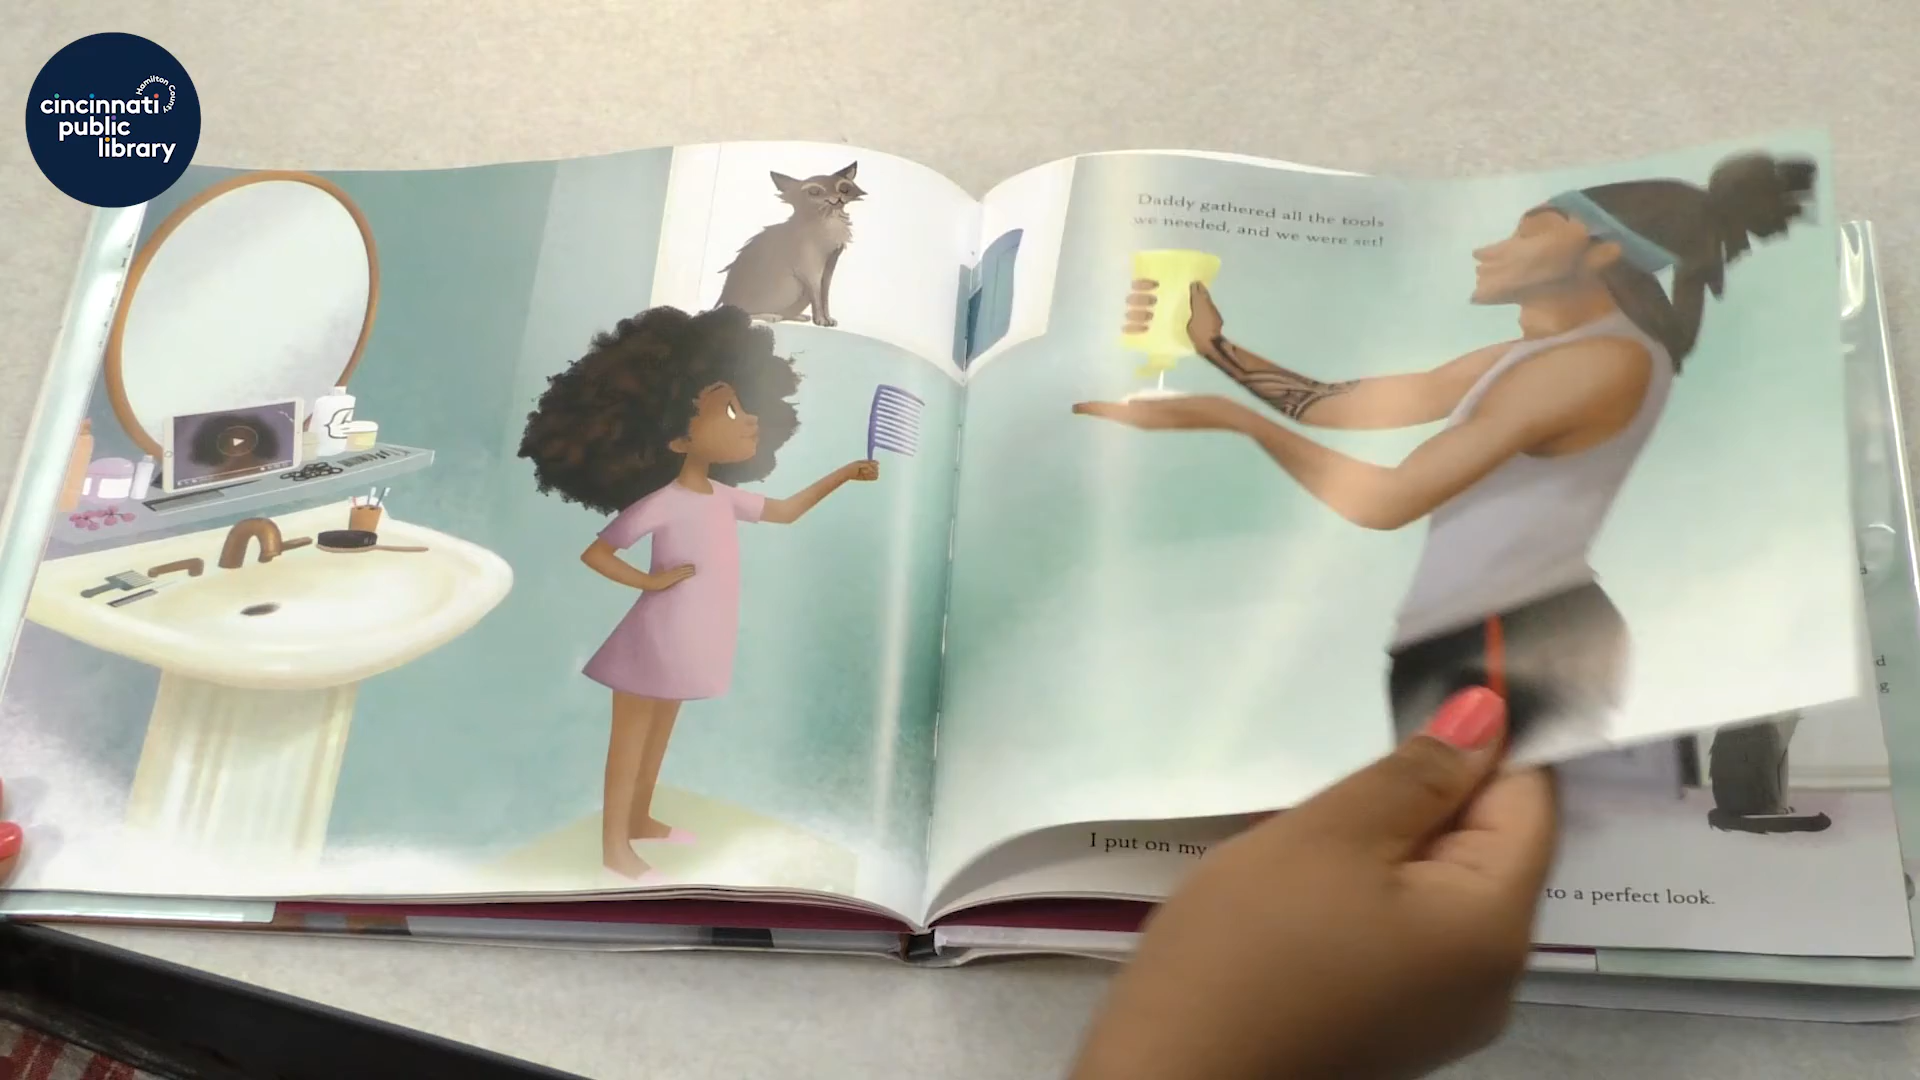 Hamilton County
cincinnati
public
library
Daddy gathered all the tools
we needed, and we were set!
I put on my
to a perfect look.
d
g